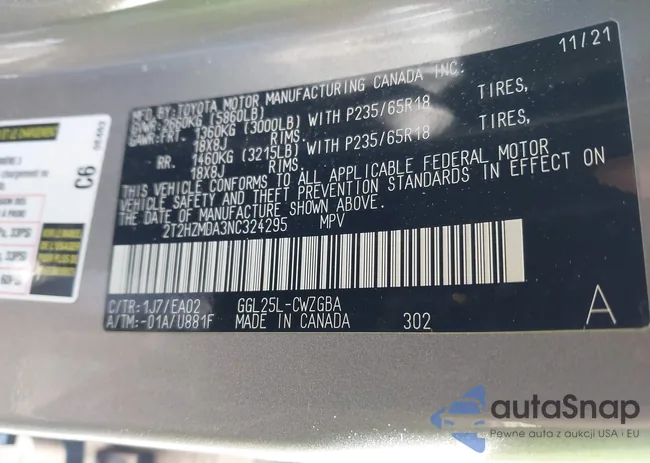 11/21
MFD.BY: TOYOTA MOTOR MANUFACTURING CANADA INC.
GVWR: 2660KG (5860LB)
GAWR:FRT. 1360KG (3000LB) WITH P235/65R18 TIRES,
18X8J RIMS.
RR. 1460KG (3215LB) WITH P235/65R18 TIRES,
18X8J RIMS.
THIS VEHICLE CONFORMS TO ALL APPLICABLE FEDERAL MOTOR
VEHICLE SAFETY AND THEFT PREVENTION STANDARDS IN EFFECT ON
THE DATE OF MANUFACTURE SHOWN ABOVE.
2T2HZMDA3NC324295 MPV
C/TR: 1J7/EA02 GGL25L-CWZGBA
A/TM:-01A/U881F MADE IN CANADA 302 A
C6
autoSnap
Pewne auto z aukcji USA i EU